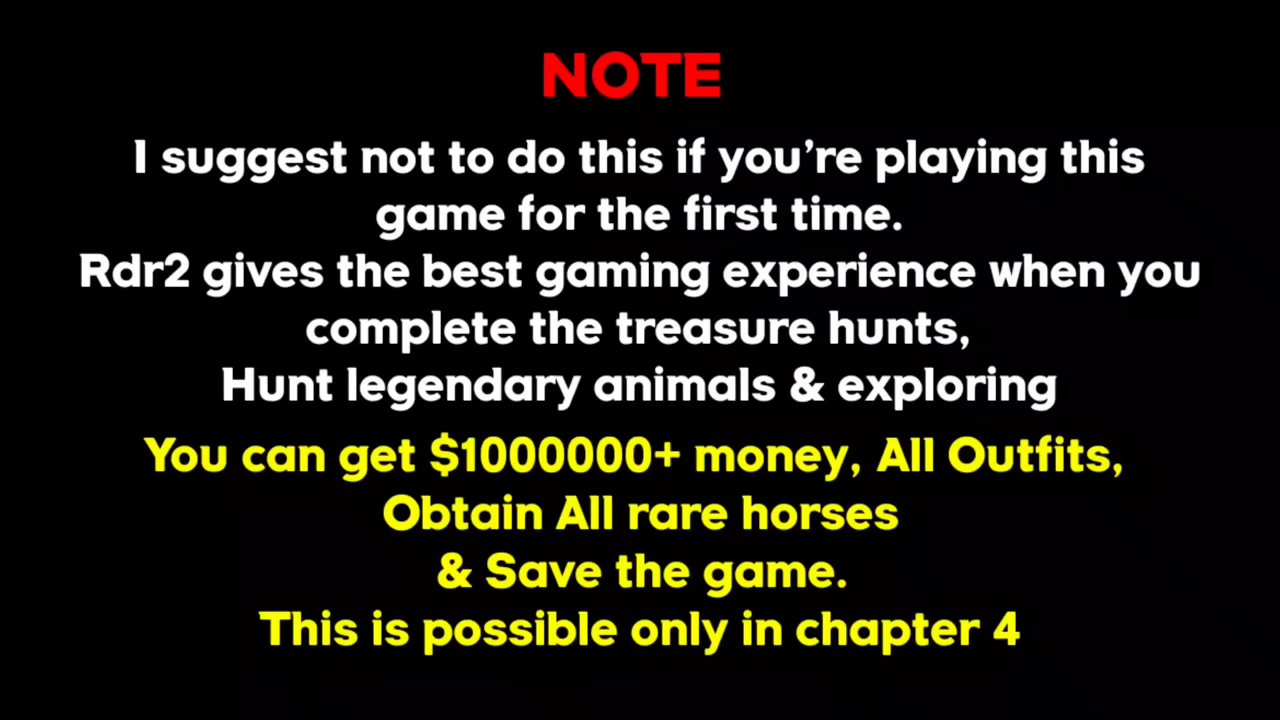 NOTE
I suggest not to do this if you're playing this
game for the first time.
Rdr2 gives the best gaming experience when you
complete the treasure hunts,
Hunt legendary animals & exploring
You can get $1000000+ money, All Outfits,
Obtain All rare horses
& Save the game.
This is possible only in chapter 4